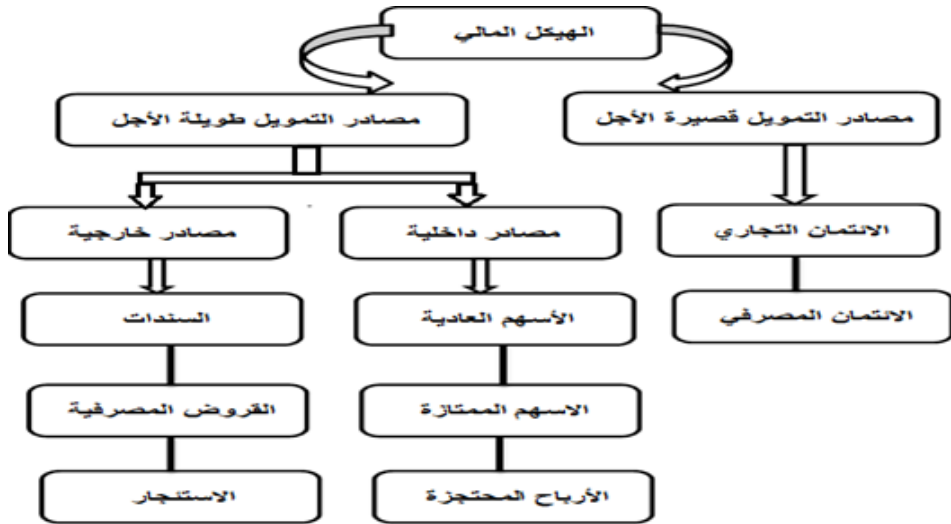 الهيكل المالي
مصادر التمويل قصيرة الأجل
مصادر التمويل طويلة الأجل
الائتمان التجاري
مصادر داخلية
مصادر خارجية
الائتمان المصرفي
الأسهم العادية
السندات
الاسهم الممتازة
القروض المصرفية
الأرباح المحتجزة
الاستئجار